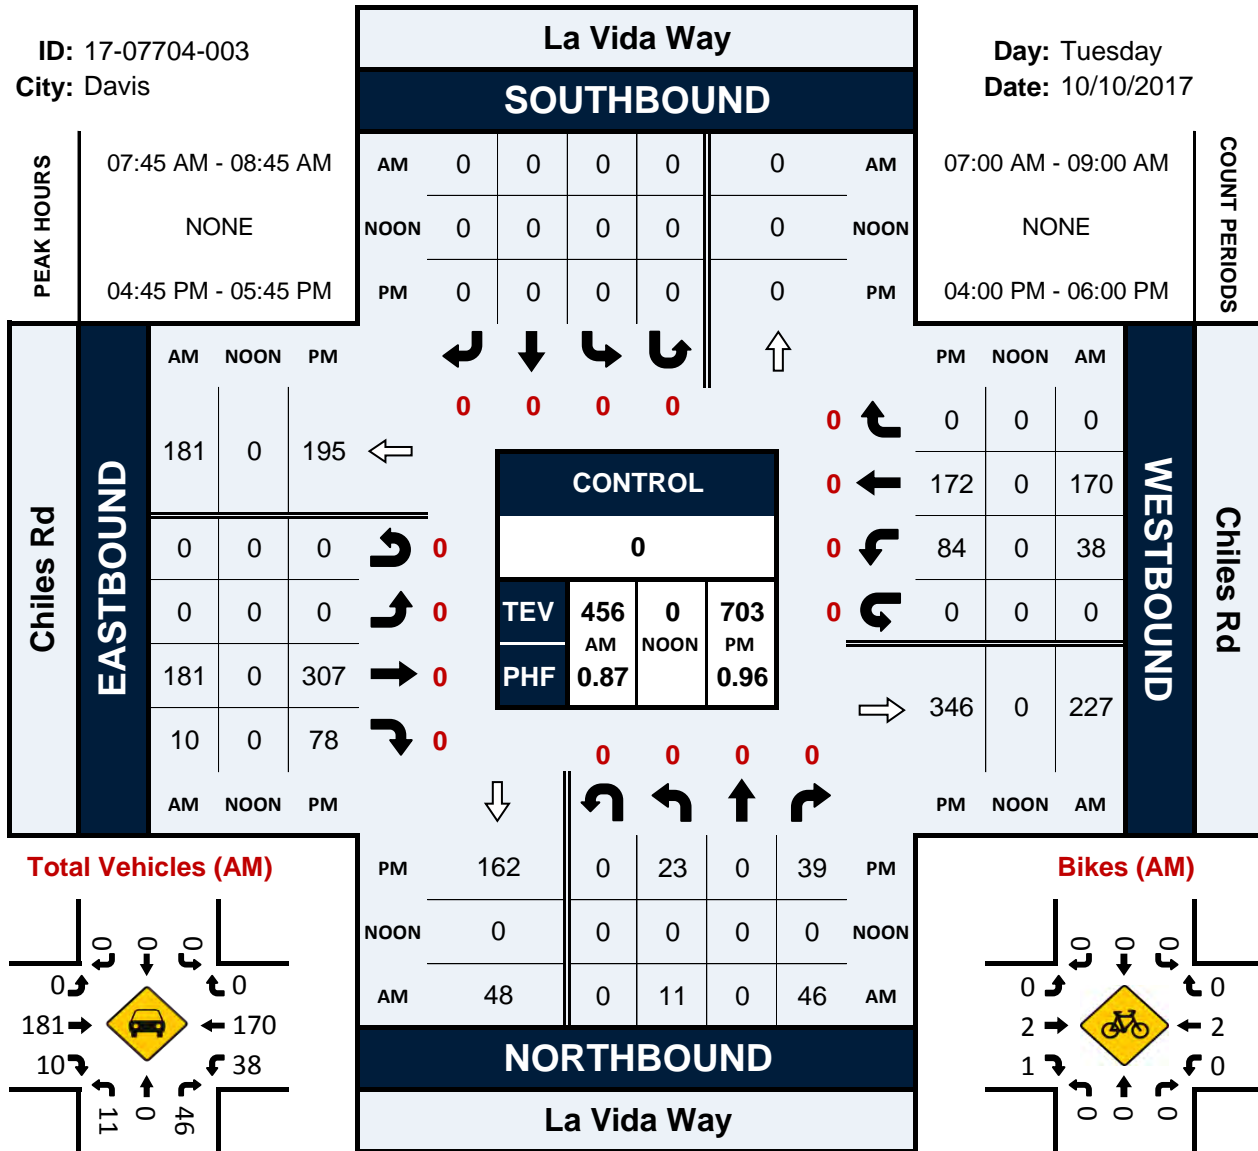 La Vida Way
ID: 17-07704-003
Day: Tuesday
City: Davis
Date: 10/10/2017
SOUTHBOUND
PEAK HOURS
07:45 AM - 08:45 AM
NONE
04:45 PM - 05:45 PM
AM 0 0 0 0 0 AM
NOON 0 0 0 0 0 NOON
PM 0 0 0 0 0 PM
COUNT PERIODS
07:00 AM - 09:00 AM
NONE
04:00 PM - 06:00 PM
0 0 0 0
Chiles Rd
EASTBOUND
AM NOON PM
181 0 195
0 0 0 0
0 0 0 0
181 0 307 0
10 0 78 0
AM NOON PM
CONTROL
0
TEV 456 0 703
AM NOON PM
PHF 0.87 0.96
PM NOON AM
0 0 0 0
0 172 0 170
0 84 0 38
0 0 0 0
346 0 227
PM NOON AM
WESTBOUND
Chiles Rd
0 0 0 0
PM 162 0 23 0 39 PM
NOON 0 0 0 0 0 NOON
AM 48 0 11 0 46 AM
NORTHBOUND
La Vida Way
Total Vehicles (AM)
0 0 0
0 0
181 170
10 38
11 0 46
Bikes (AM)
0 0 0
0 0
2 2
1 0
0 0 0